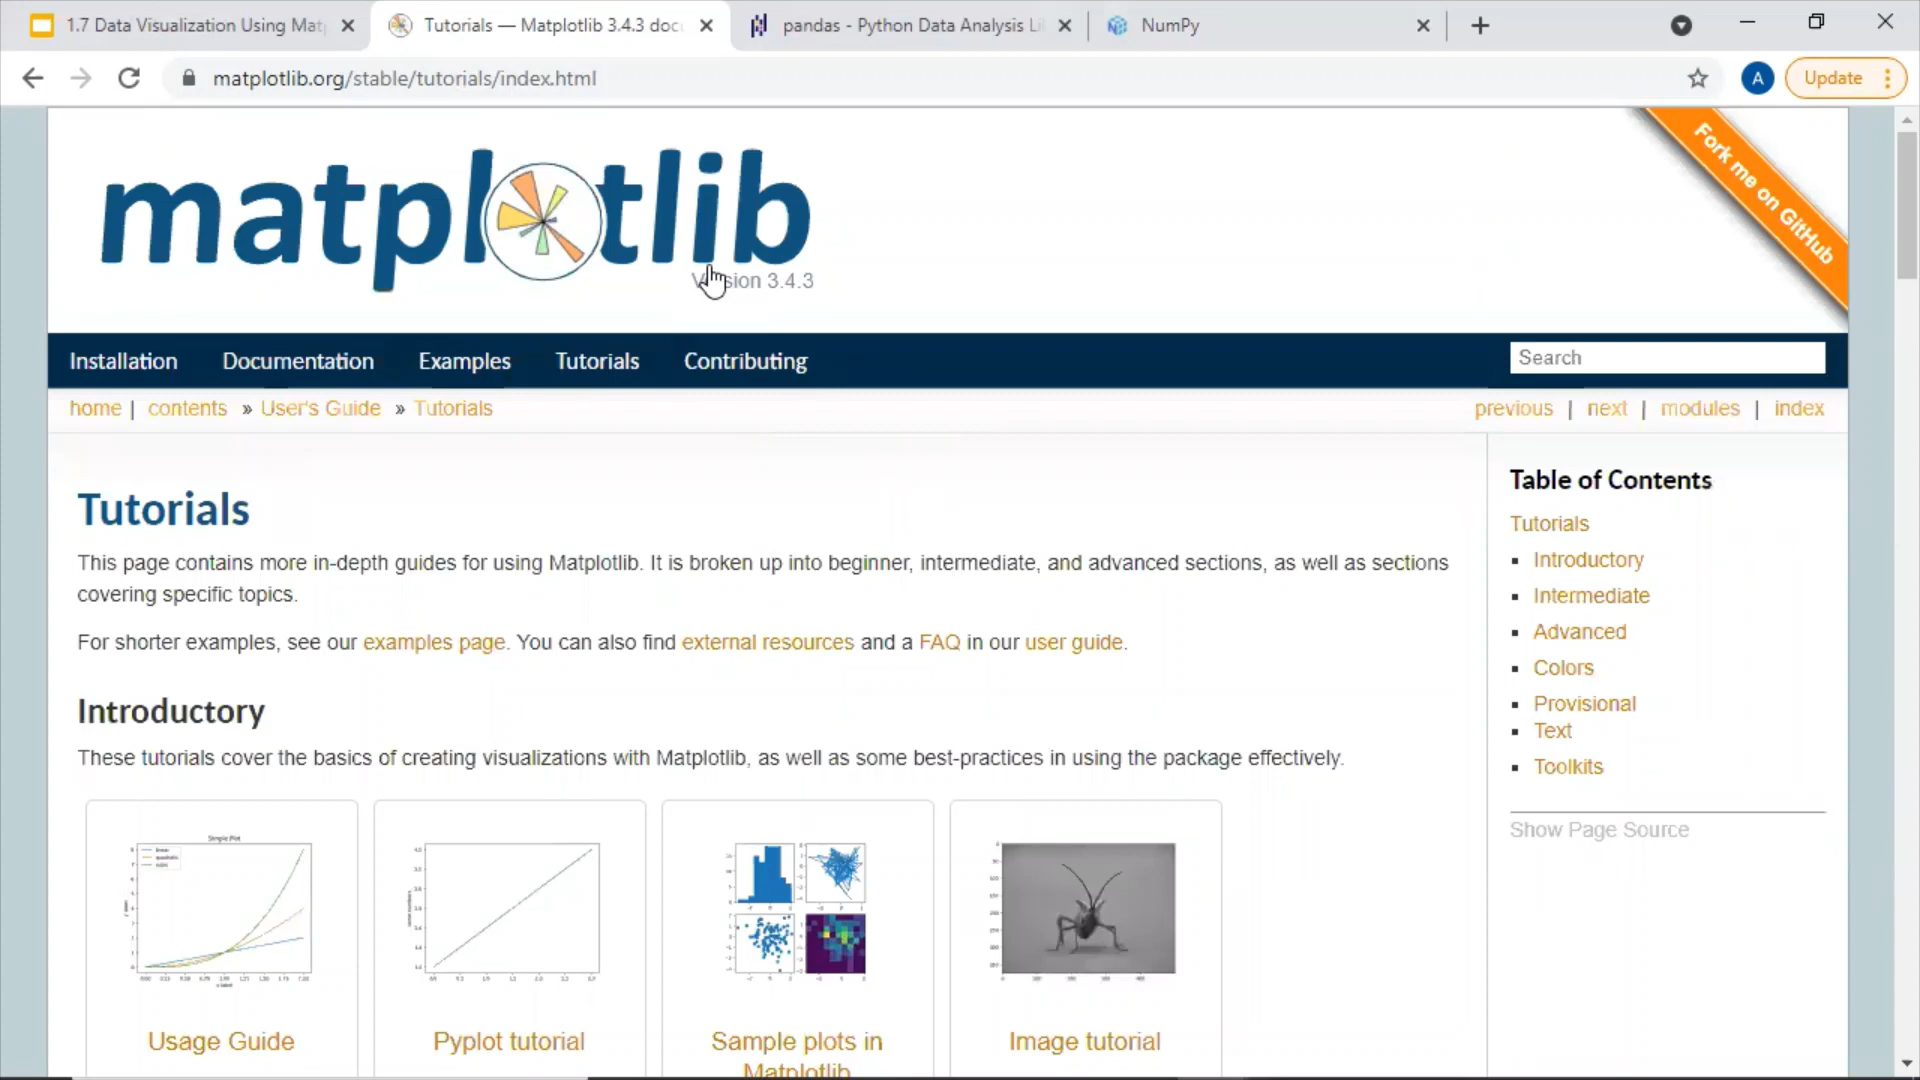 1.7 Data Visualization Using Mat
Tutorials — Matplotlib 3.4.3 doc
pandas - Python Data Analysis Li
NumPy
matplotlib.org/stable/tutorials/index.html
A
Update
matplotlib
Version 3.4.3
Fork me on GitHub
Installation Documentation Examples Tutorials Contributing
Search
home | contents » User's Guide » Tutorials
previous | next | modules | index
Tutorials
This page contains more in-depth guides for using Matplotlib. It is broken up into beginner, intermediate, and advanced sections, as well as sections
covering specific topics.
For shorter examples, see our examples page. You can also find external resources and a FAQ in our user guide.
Introductory
These tutorials cover the basics of creating visualizations with Matplotlib, as well as some best-practices in using the package effectively.
Simple Plot
Usage Guide
Pyplot tutorial
Sample plots in
Matplotlib
Image tutorial
Table of Contents
Tutorials
Introductory
Intermediate
Advanced
Colors
Provisional
Text
Toolkits
Show Page Source